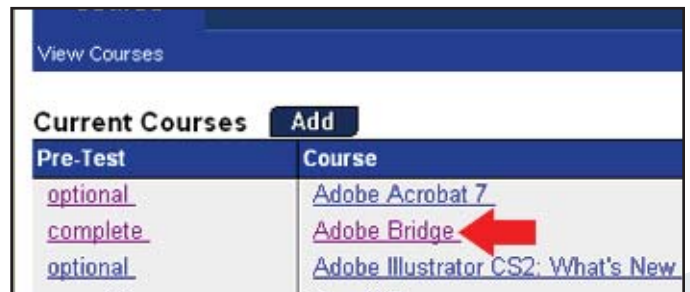 View Courses
Current Courses Add
Pre-Test Course
optional Adobe Acrobat 7
complete Adobe Bridge
optional Adobe Illustrator CS2: What's New